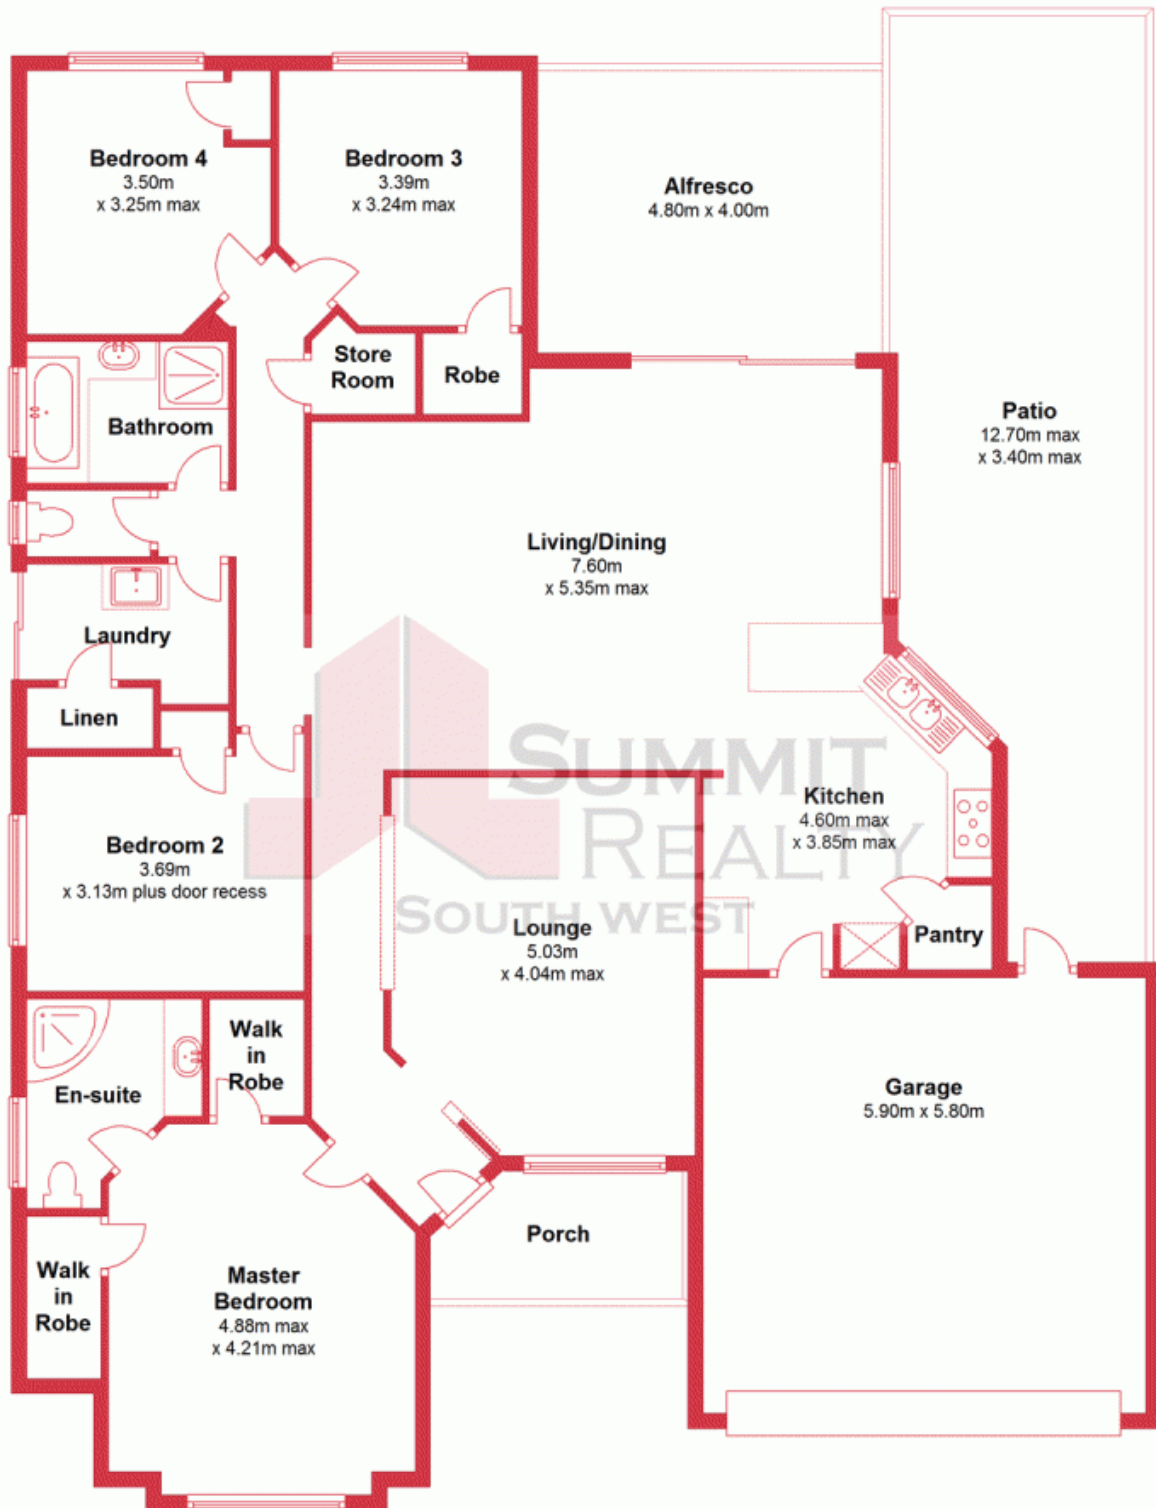 Bedroom 4
3.50m
x 3.25m max
Bedroom 3
3.39m
x 3.24m max
Alfresco
4.80m x 4.00m
Store
Room
Robe
Bathroom
Patio
12.70m max
x 3.40m max
Living/Dining
7.60m
x 5.35m max
Laundry
Linen
SUMMIT
REALTY
SOUTH WEST
Kitchen
4.60m max
x 3.85m max
Bedroom 2
3.69m
x 3.13m plus door recess
Lounge
5.03m
x 4.04m max
Pantry
Walk
in
Robe
En-suite
Garage
5.90m x 5.80m
Porch
Walk
in
Robe
Master
Bedroom
4.88m max
x 4.21m max